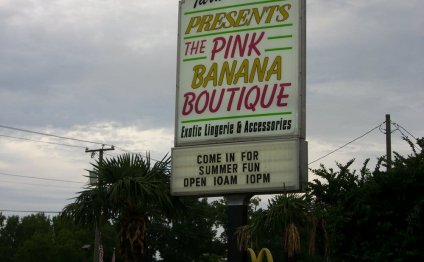 PRESENTS
THE PINK
BANANA
BOUTIQUE
Exotic Lingerie & Accessories
COME IN FOR
SUMMER FUN
OPEN 10AM 10PM